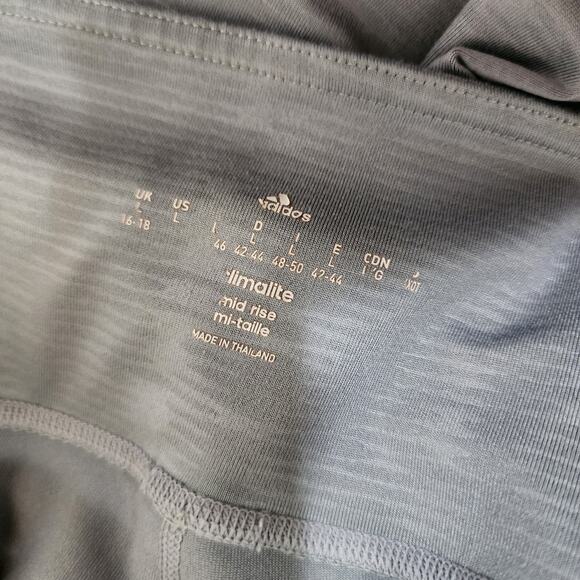 adidas
UK US I D I E CDN J
L L I L L L L/G J/XOT
16-18 46 42-44 48-50 42-44
climalite
mid rise
mi-taille
MADE IN THAILAND